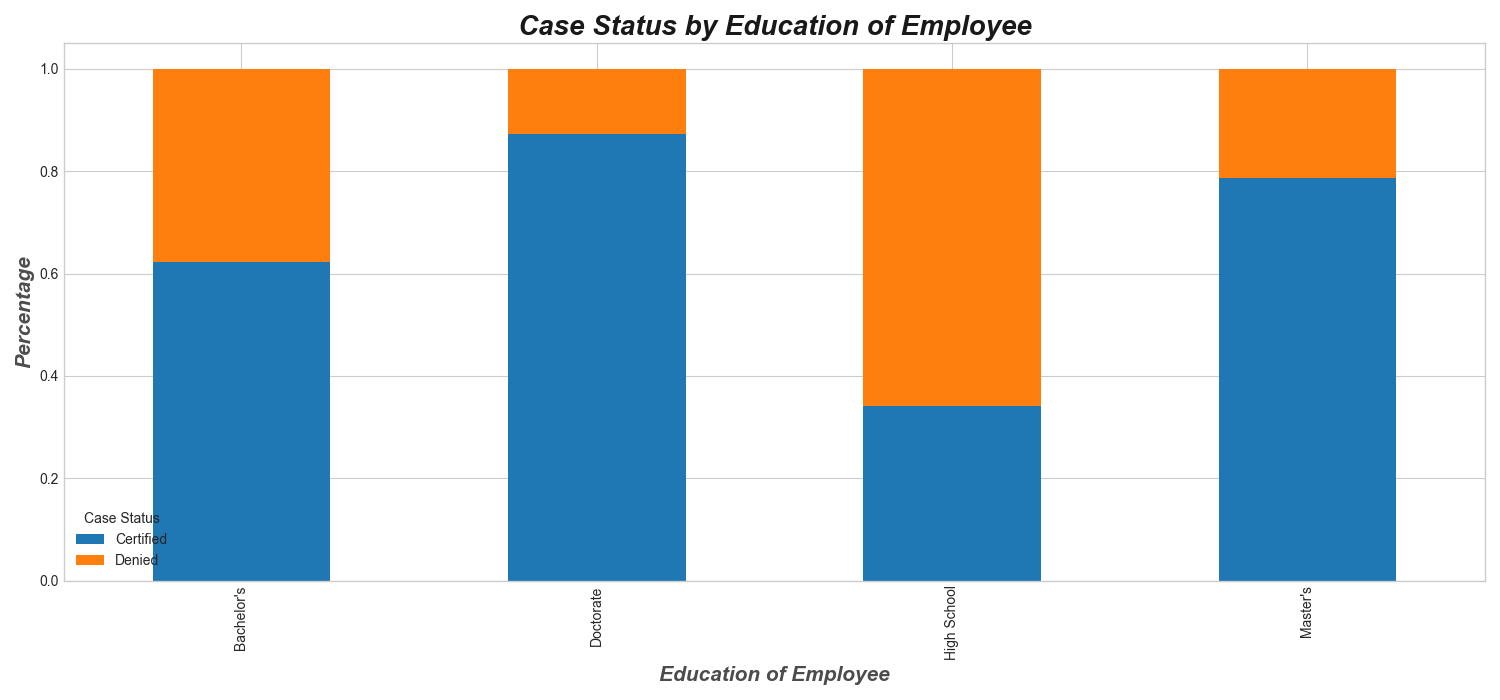 Case Status by Education of Employee
Percentage
1.0
0.8
0.6
0.4
0.2
0.0
Case Status
Certified
Denied
Bachelor's
Doctorate
High School
Master's
Education of Employee